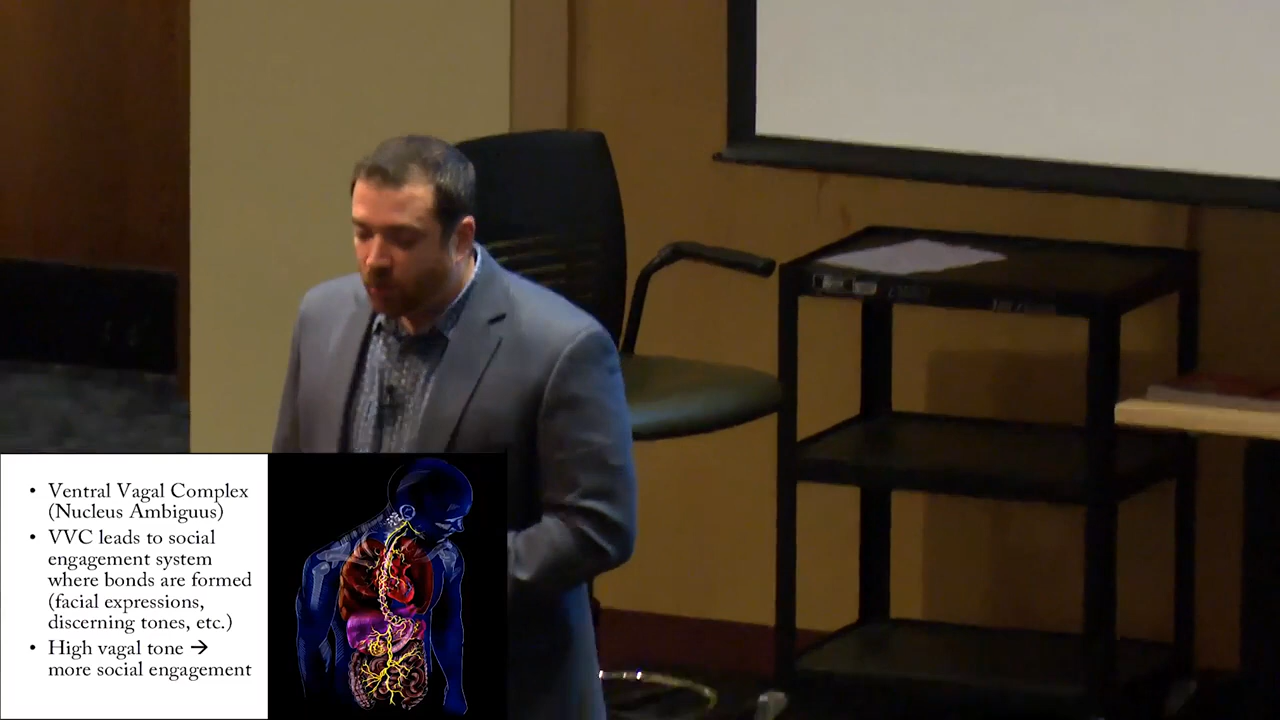 • Ventral Vagal Complex
(Nucleus Ambiguus)
• VVC leads to social
engagement system
where bonds are formed
(facial expressions,
discerning tones, etc.)
• High vagal tone →
more social engagement